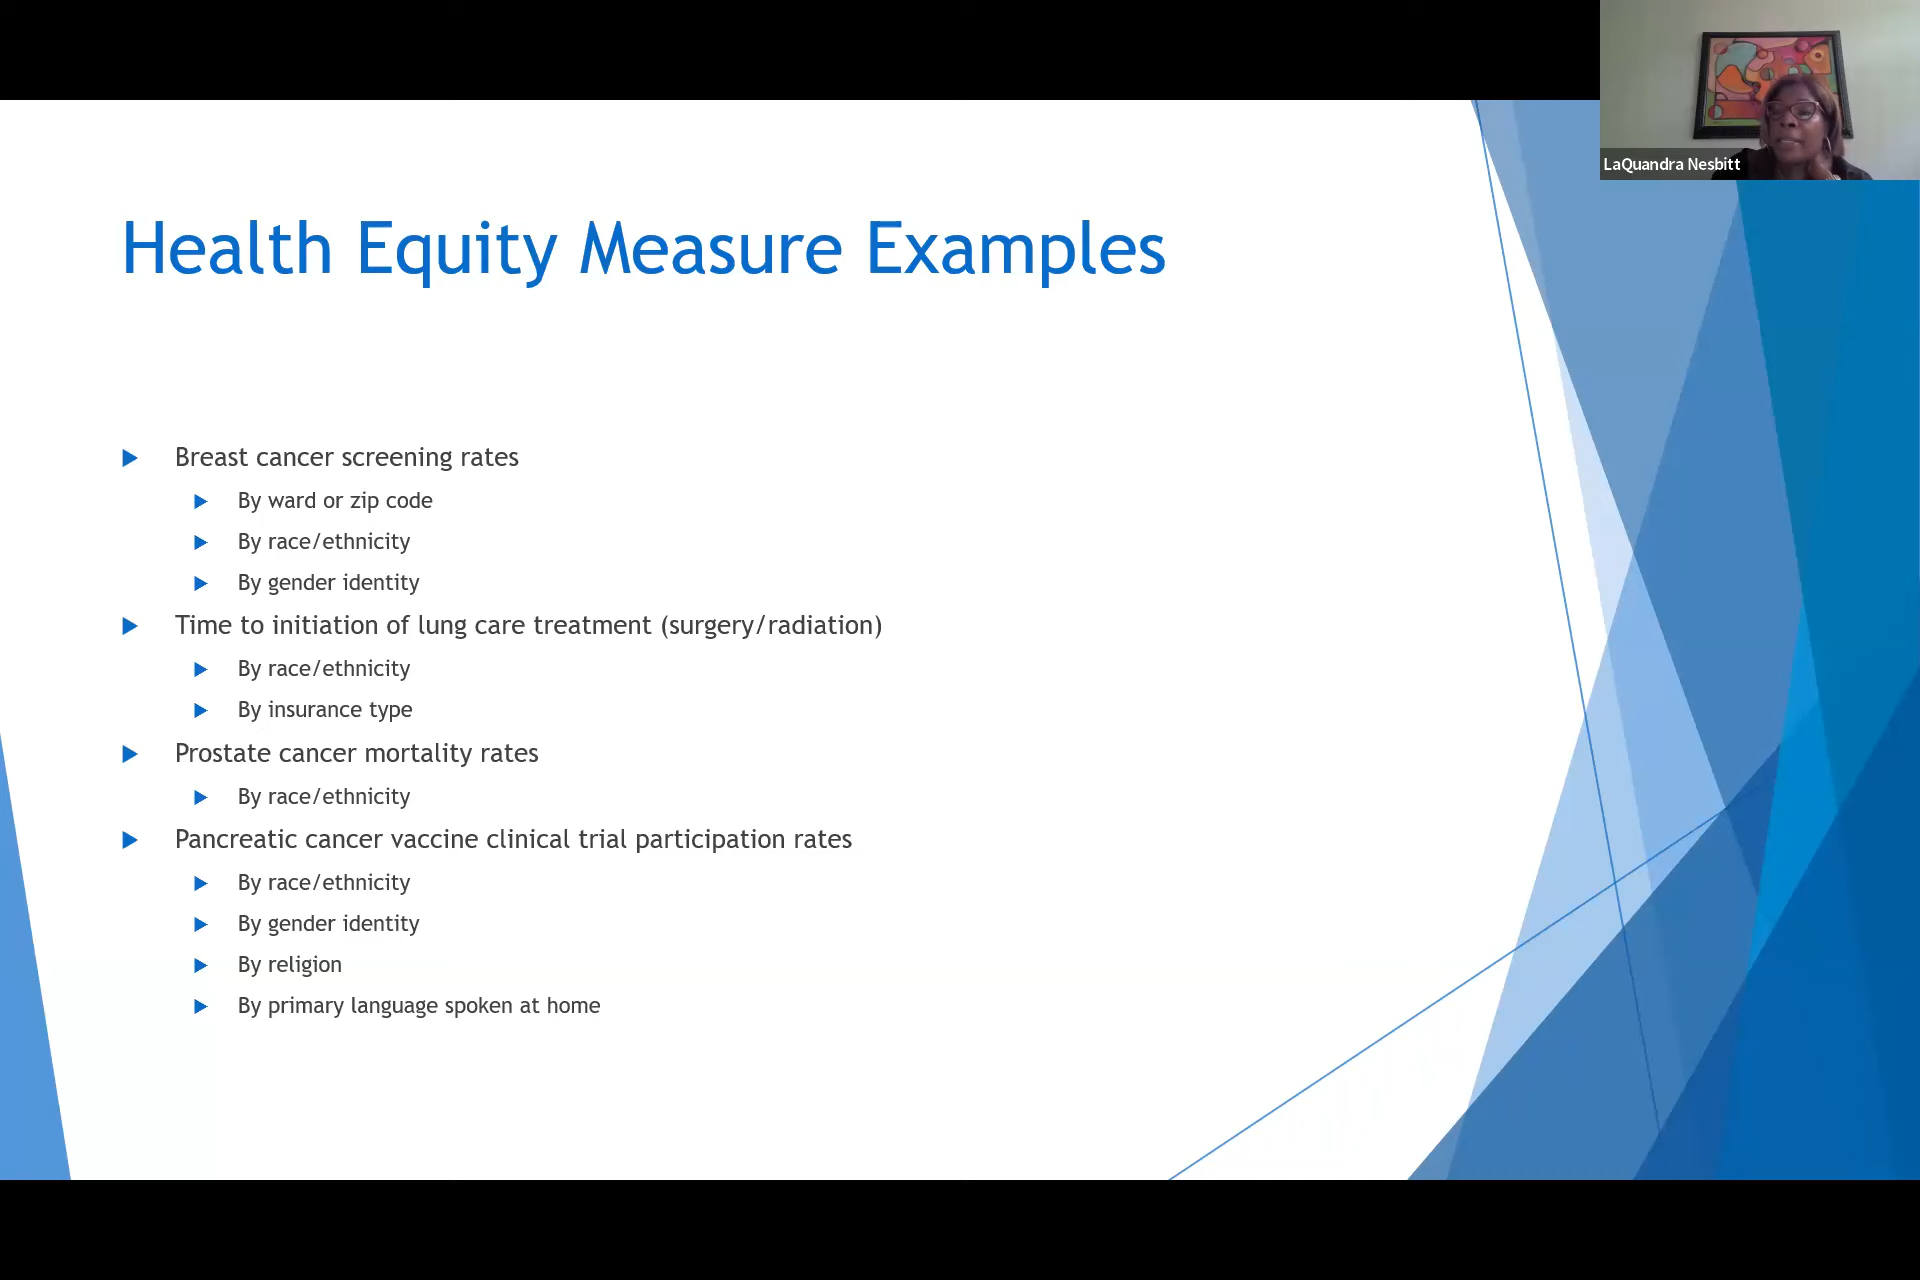 LaQuandra Nesbitt
Health Equity Measure Examples
Breast cancer screening rates
By ward or zip code
By race/ethnicity
By gender identity
Time to initiation of lung care treatment (surgery/radiation)
By race/ethnicity
By insurance type
Prostate cancer mortality rates
By race/ethnicity
Pancreatic cancer vaccine clinical trial participation rates
By race/ethnicity
By gender identity
By religion
By primary language spoken at home